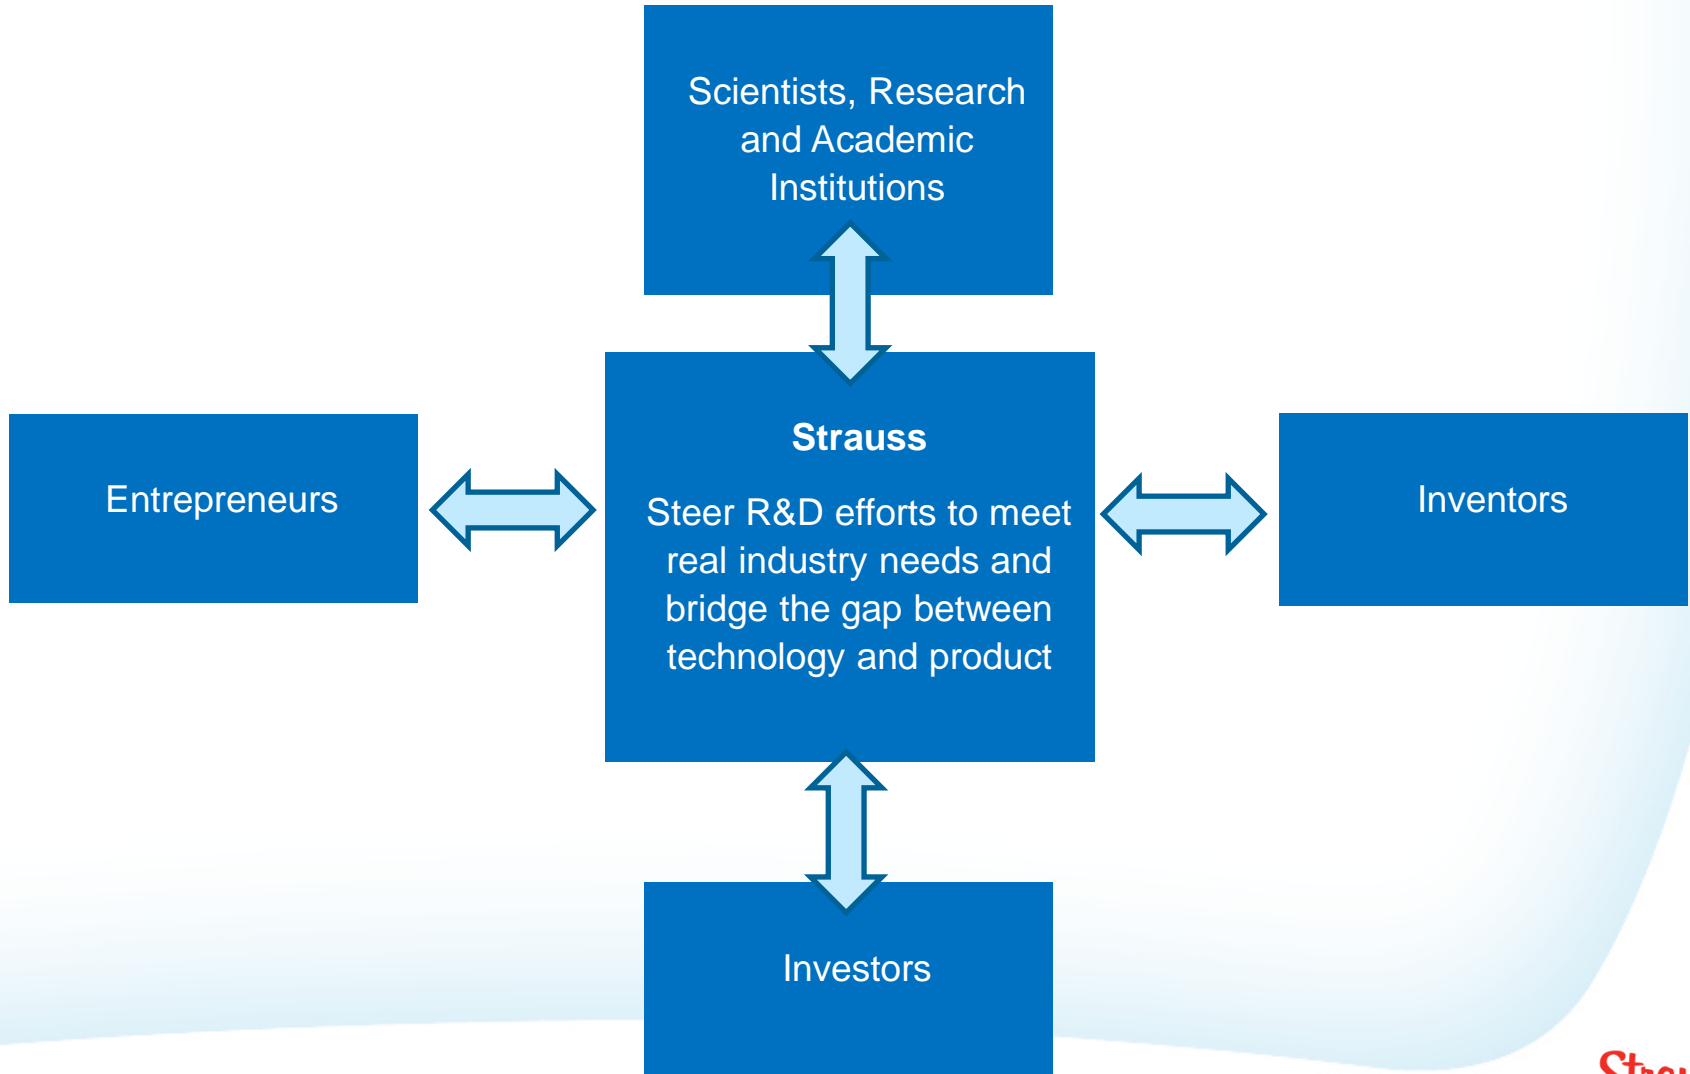 Scientists, Research
and Academic
Institutions
Strauss
Steer R&D efforts to meet
real industry needs and
bridge the gap between
technology and product
Entrepreneurs
Inventors
Investors